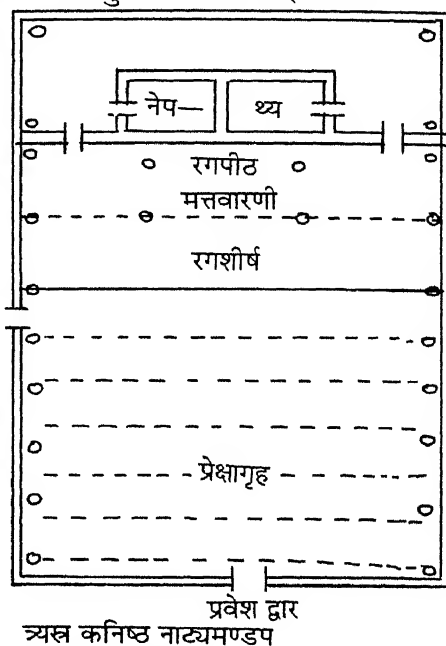 नेप— थ्य
रगपीठ
मत्तवारणी
रगशीर्ष
प्रेक्षागृह
प्रवेश द्वार
त्र्यस्र कनिष्ठ नाट्यमण्डप